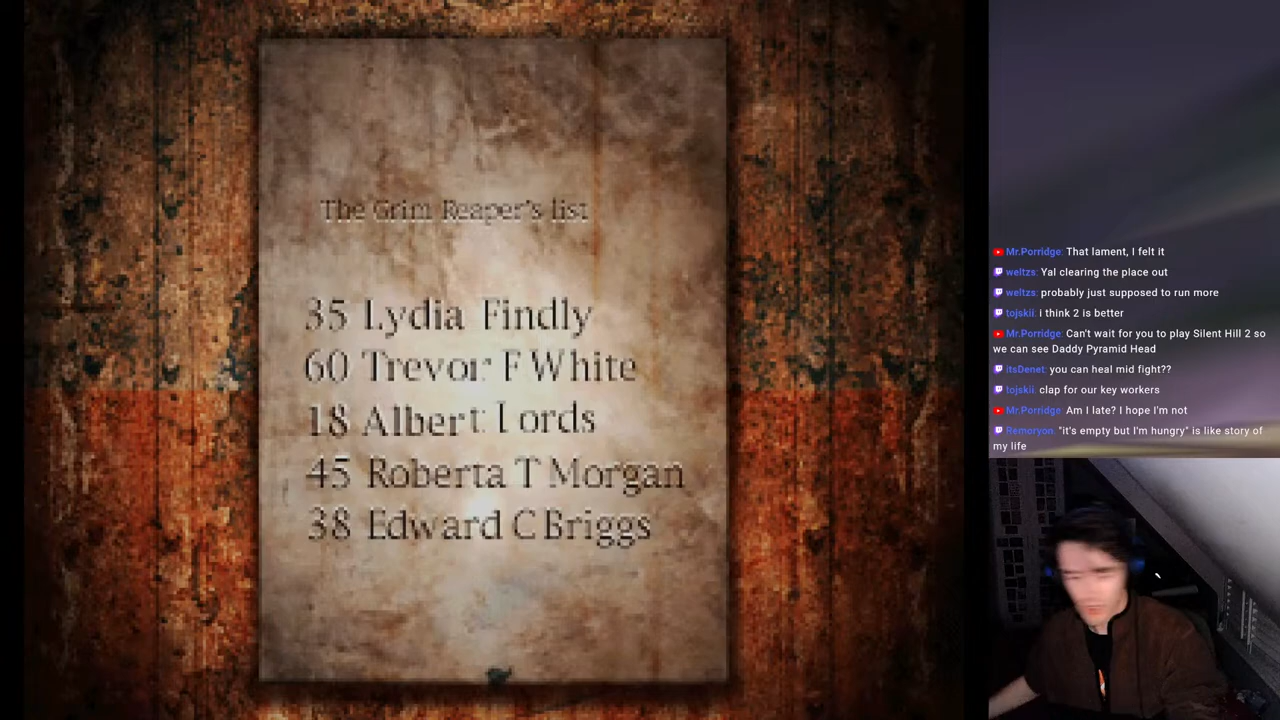 The Grim Reaper's list
35 Lydia Findly
60 Trevor F White
18 Albert Lords
45 Roberta T Morgan
38 Edward C Briggs
Mr.Porridge: That lament, I felt it
weltzs: Yal clearing the place out
weltzs: probably just supposed to run more
tojskii: i think 2 is better
Mr.Porridge: Can't wait for you to play Silent Hill 2 so
we can see Daddy Pyramid Head
itsDenet: you can heal mid fight??
tojskii: clap for our key workers
Mr.Porridge: Am I late? I hope I'm not
Remoryon: "it's empty but I'm hungry" is like story of
my life